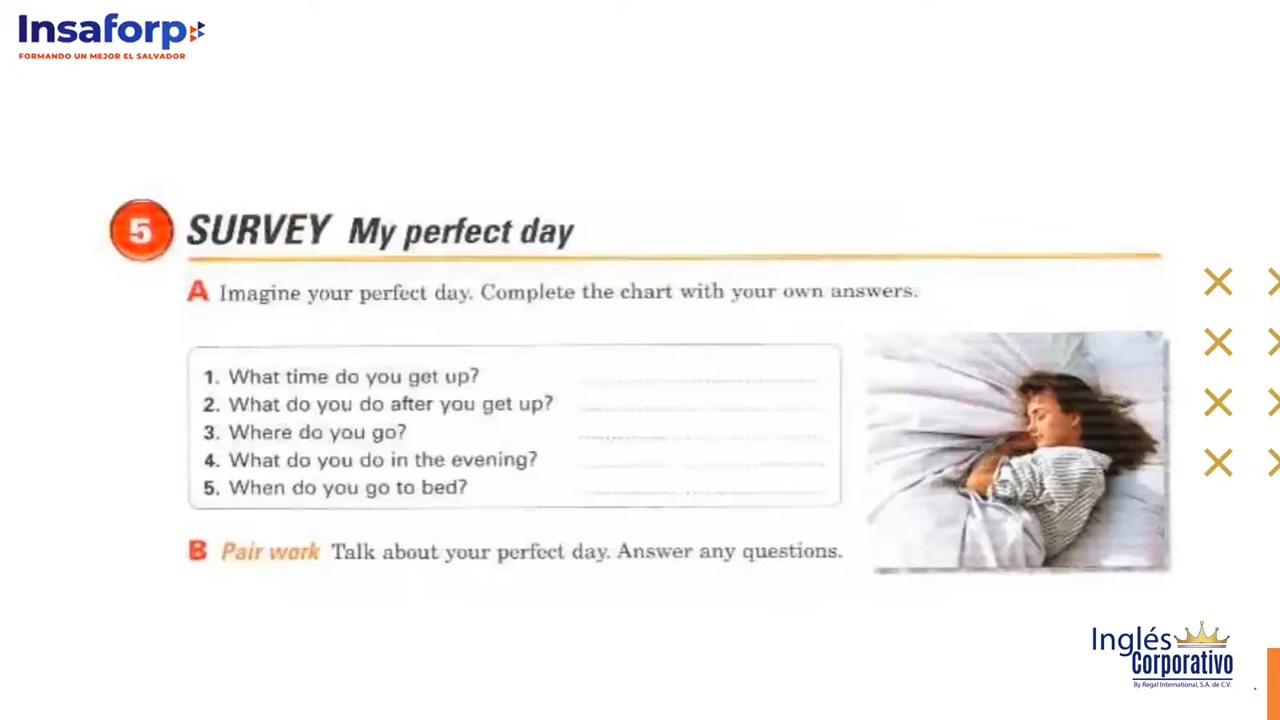 Insaforp
FORMANDO UN MEJOR EL SALVADOR
5 SURVEY My perfect day
A Imagine your perfect day. Complete the chart with your own answers.
1. What time do you get up?
2. What do you do after you get up?
3. Where do you go?
4. What do you do in the evening?
5. When do you go to bed?
B Pair work Talk about your perfect day. Answer any questions.
Inglés
Corporativo
By Regal International, S.A. de C.V.